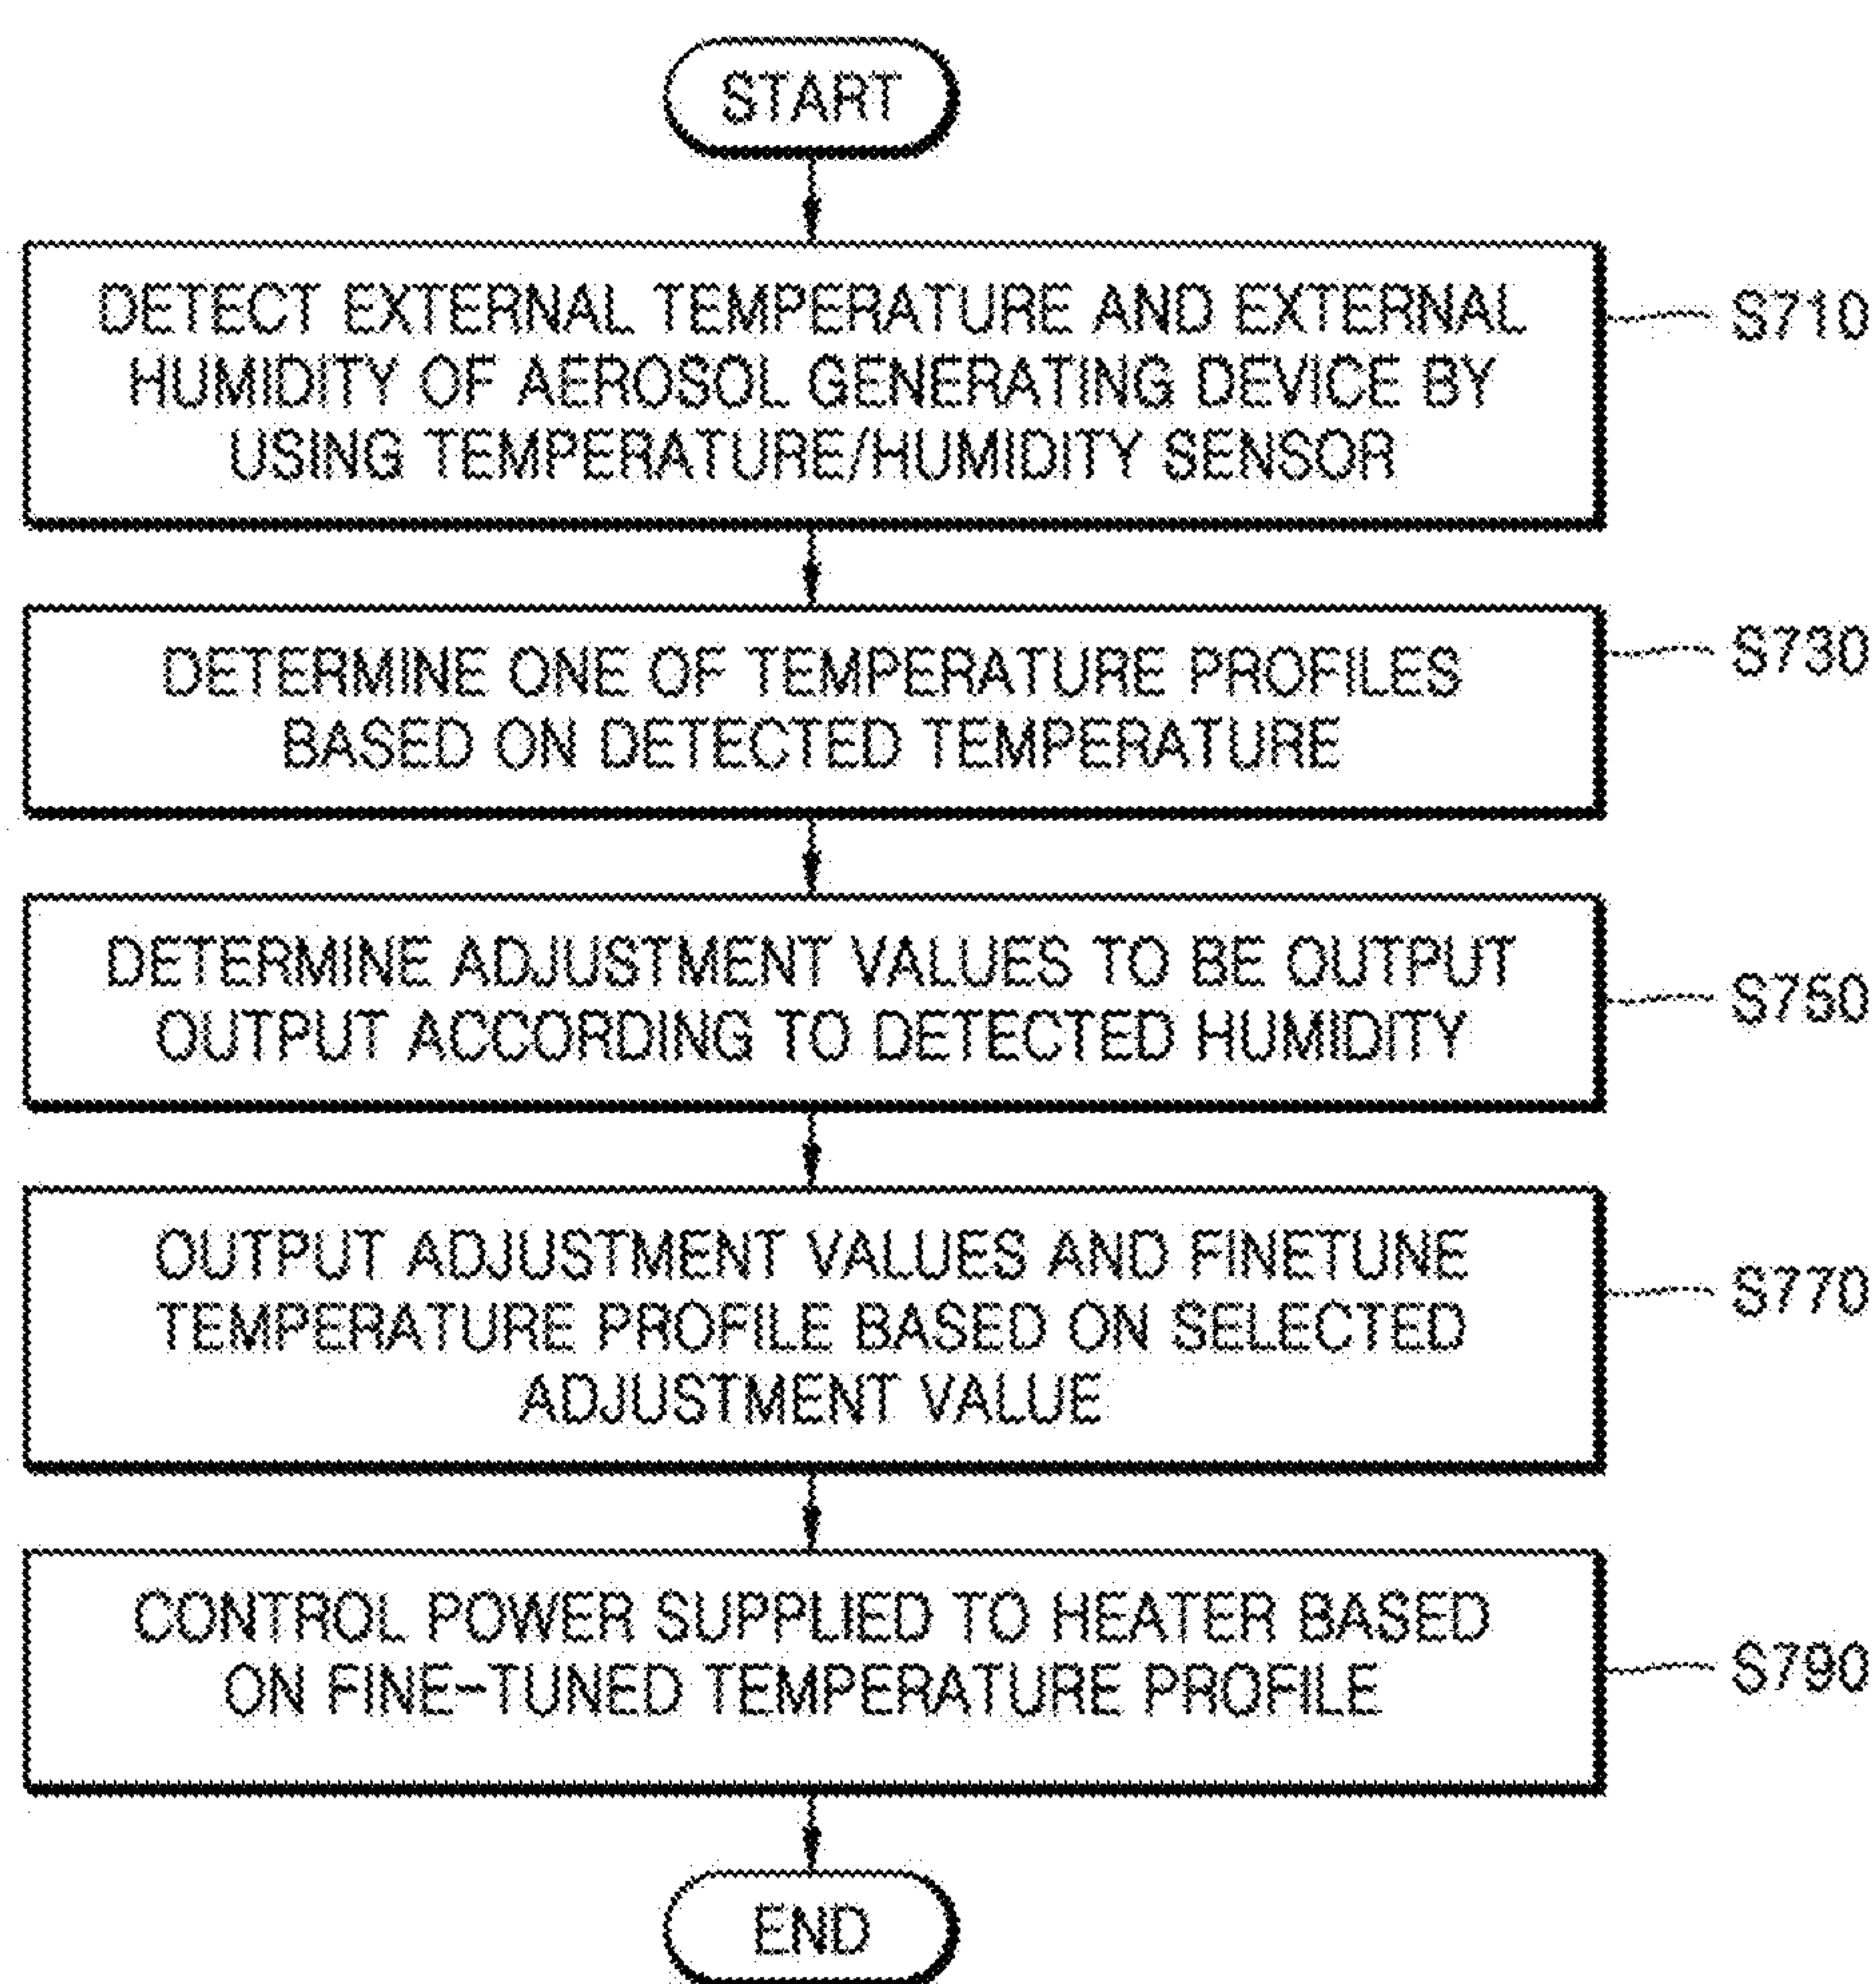 START
DETECT EXTERNAL TEMPERATURE AND EXTERNAL
HUMIDITY OF AEROSOL GENERATING DEVICE BY
USING TEMPERATURE/HUMIDITY SENSOR
S710
DETERMINE ONE OF TEMPERATURE PROFILES
BASED ON DETECTED TEMPERATURE
S730
DETERMINE ADJUSTMENT VALUES TO BE OUTPUT
OUTPUT ACCORDING TO DETECTED HUMIDITY
S750
OUTPUT ADJUSTMENT VALUES AND FINETUNE
TEMPERATURE PROFILE BASED ON SELECTED
ADJUSTMENT VALUE
S770
CONTROL POWER SUPPLIED TO HEATER BASED
ON FINE-TUNED TEMPERATURE PROFILE
S790
END